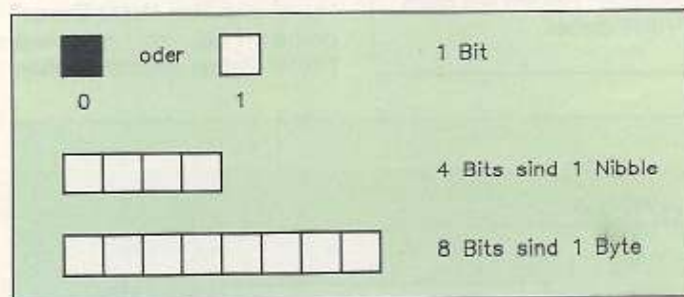 oder 1 Bit
0 1
4 Bits sind 1 Nibble
8 Bits sind 1 Byte